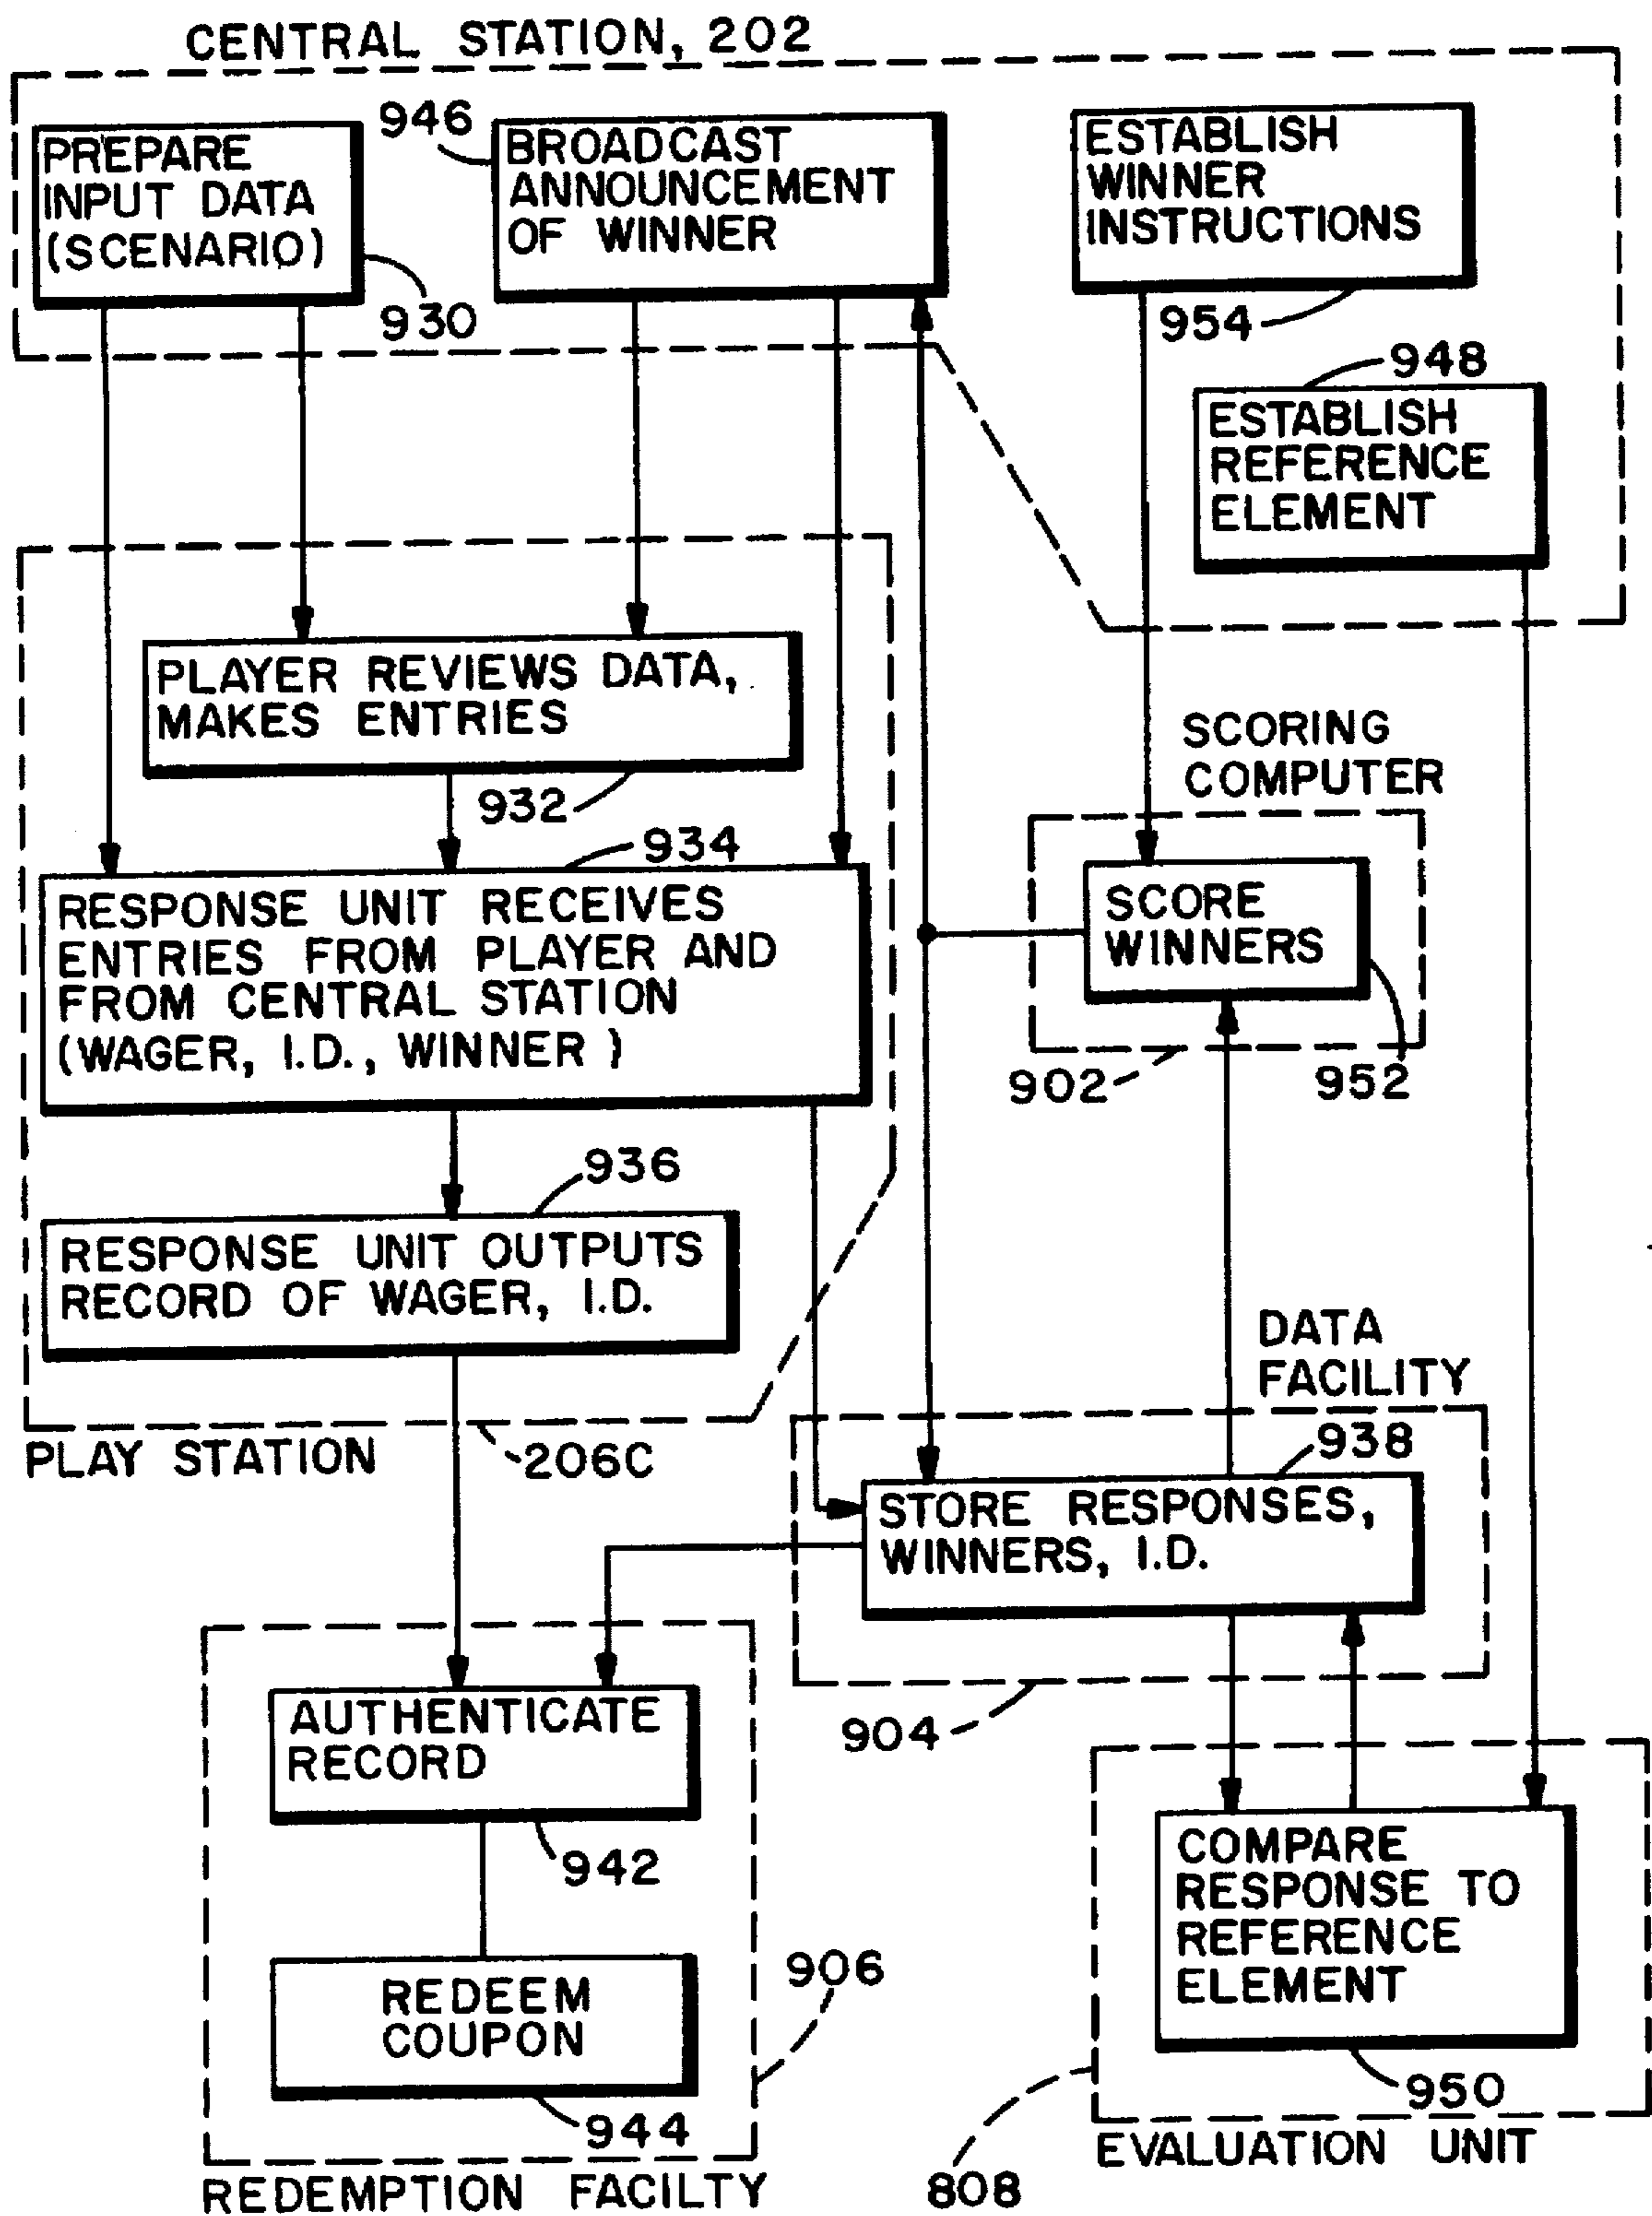 CENTRAL STATION, 202
PREPARE
INPUT DATA
(SCENARIO)
930
946
BROADCAST
ANNOUNCEMENT
OF WINNER
ESTABLISH
WINNER
INSTRUCTIONS
954
948
ESTABLISH
REFERENCE
ELEMENT
PLAYER REVIEWS DATA,
MAKES ENTRIES
932
934
RESPONSE UNIT RECEIVES
ENTRIES FROM PLAYER AND
FROM CENTRAL STATION
(WAGER, I.D., WINNER )
SCORING
COMPUTER
SCORE
WINNERS
902
952
936
RESPONSE UNIT OUTPUTS
RECORD OF WAGER, I.D.
PLAY STATION
206C
DATA
FACILITY
938
STORE RESPONSES,
WINNERS, I.D.
904
AUTHENTICATE
RECORD
942
REDEEM
COUPON
944
906
REDEMPTION FACILTY
COMPARE
RESPONSE TO
REFERENCE
ELEMENT
950
808
EVALUATION UNIT